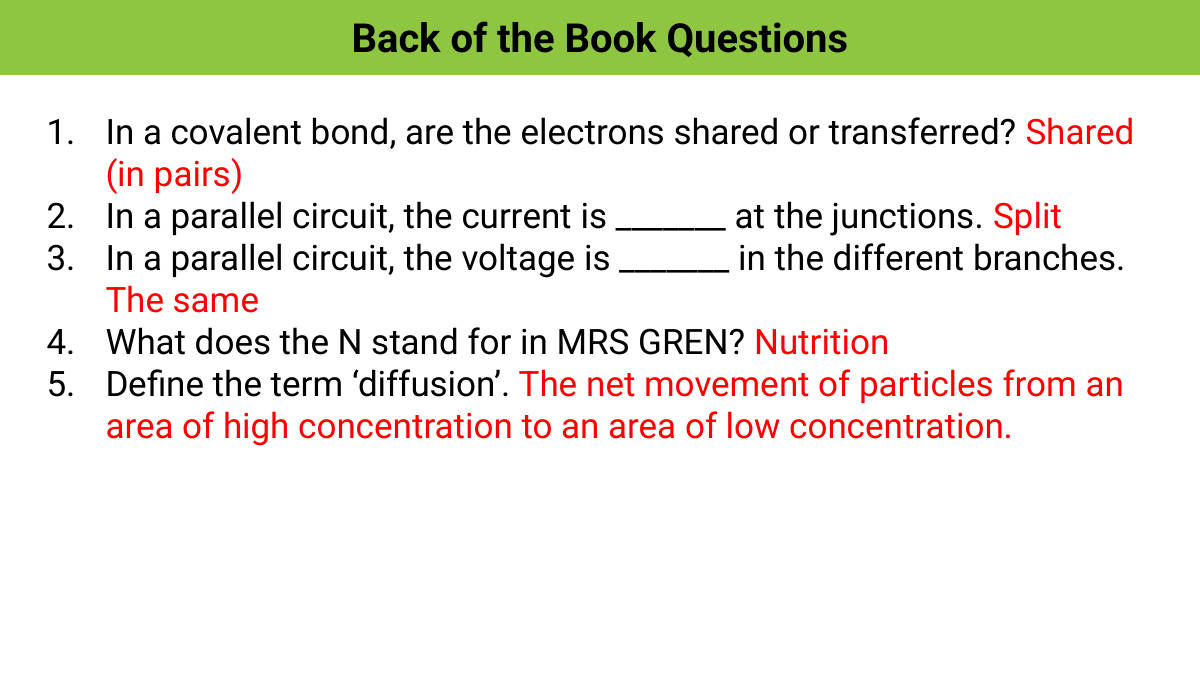 Back of the Book Questions
1. In a covalent bond, are the electrons shared or transferred? Shared
(in pairs)
2. In a parallel circuit, the current is _______ at the junctions. Split
3. In a parallel circuit, the voltage is _______ in the different branches.
The same
4. What does the N stand for in MRS GREN? Nutrition
5. Define the term ‘diffusion’. The net movement of particles from an
area of high concentration to an area of low concentration.